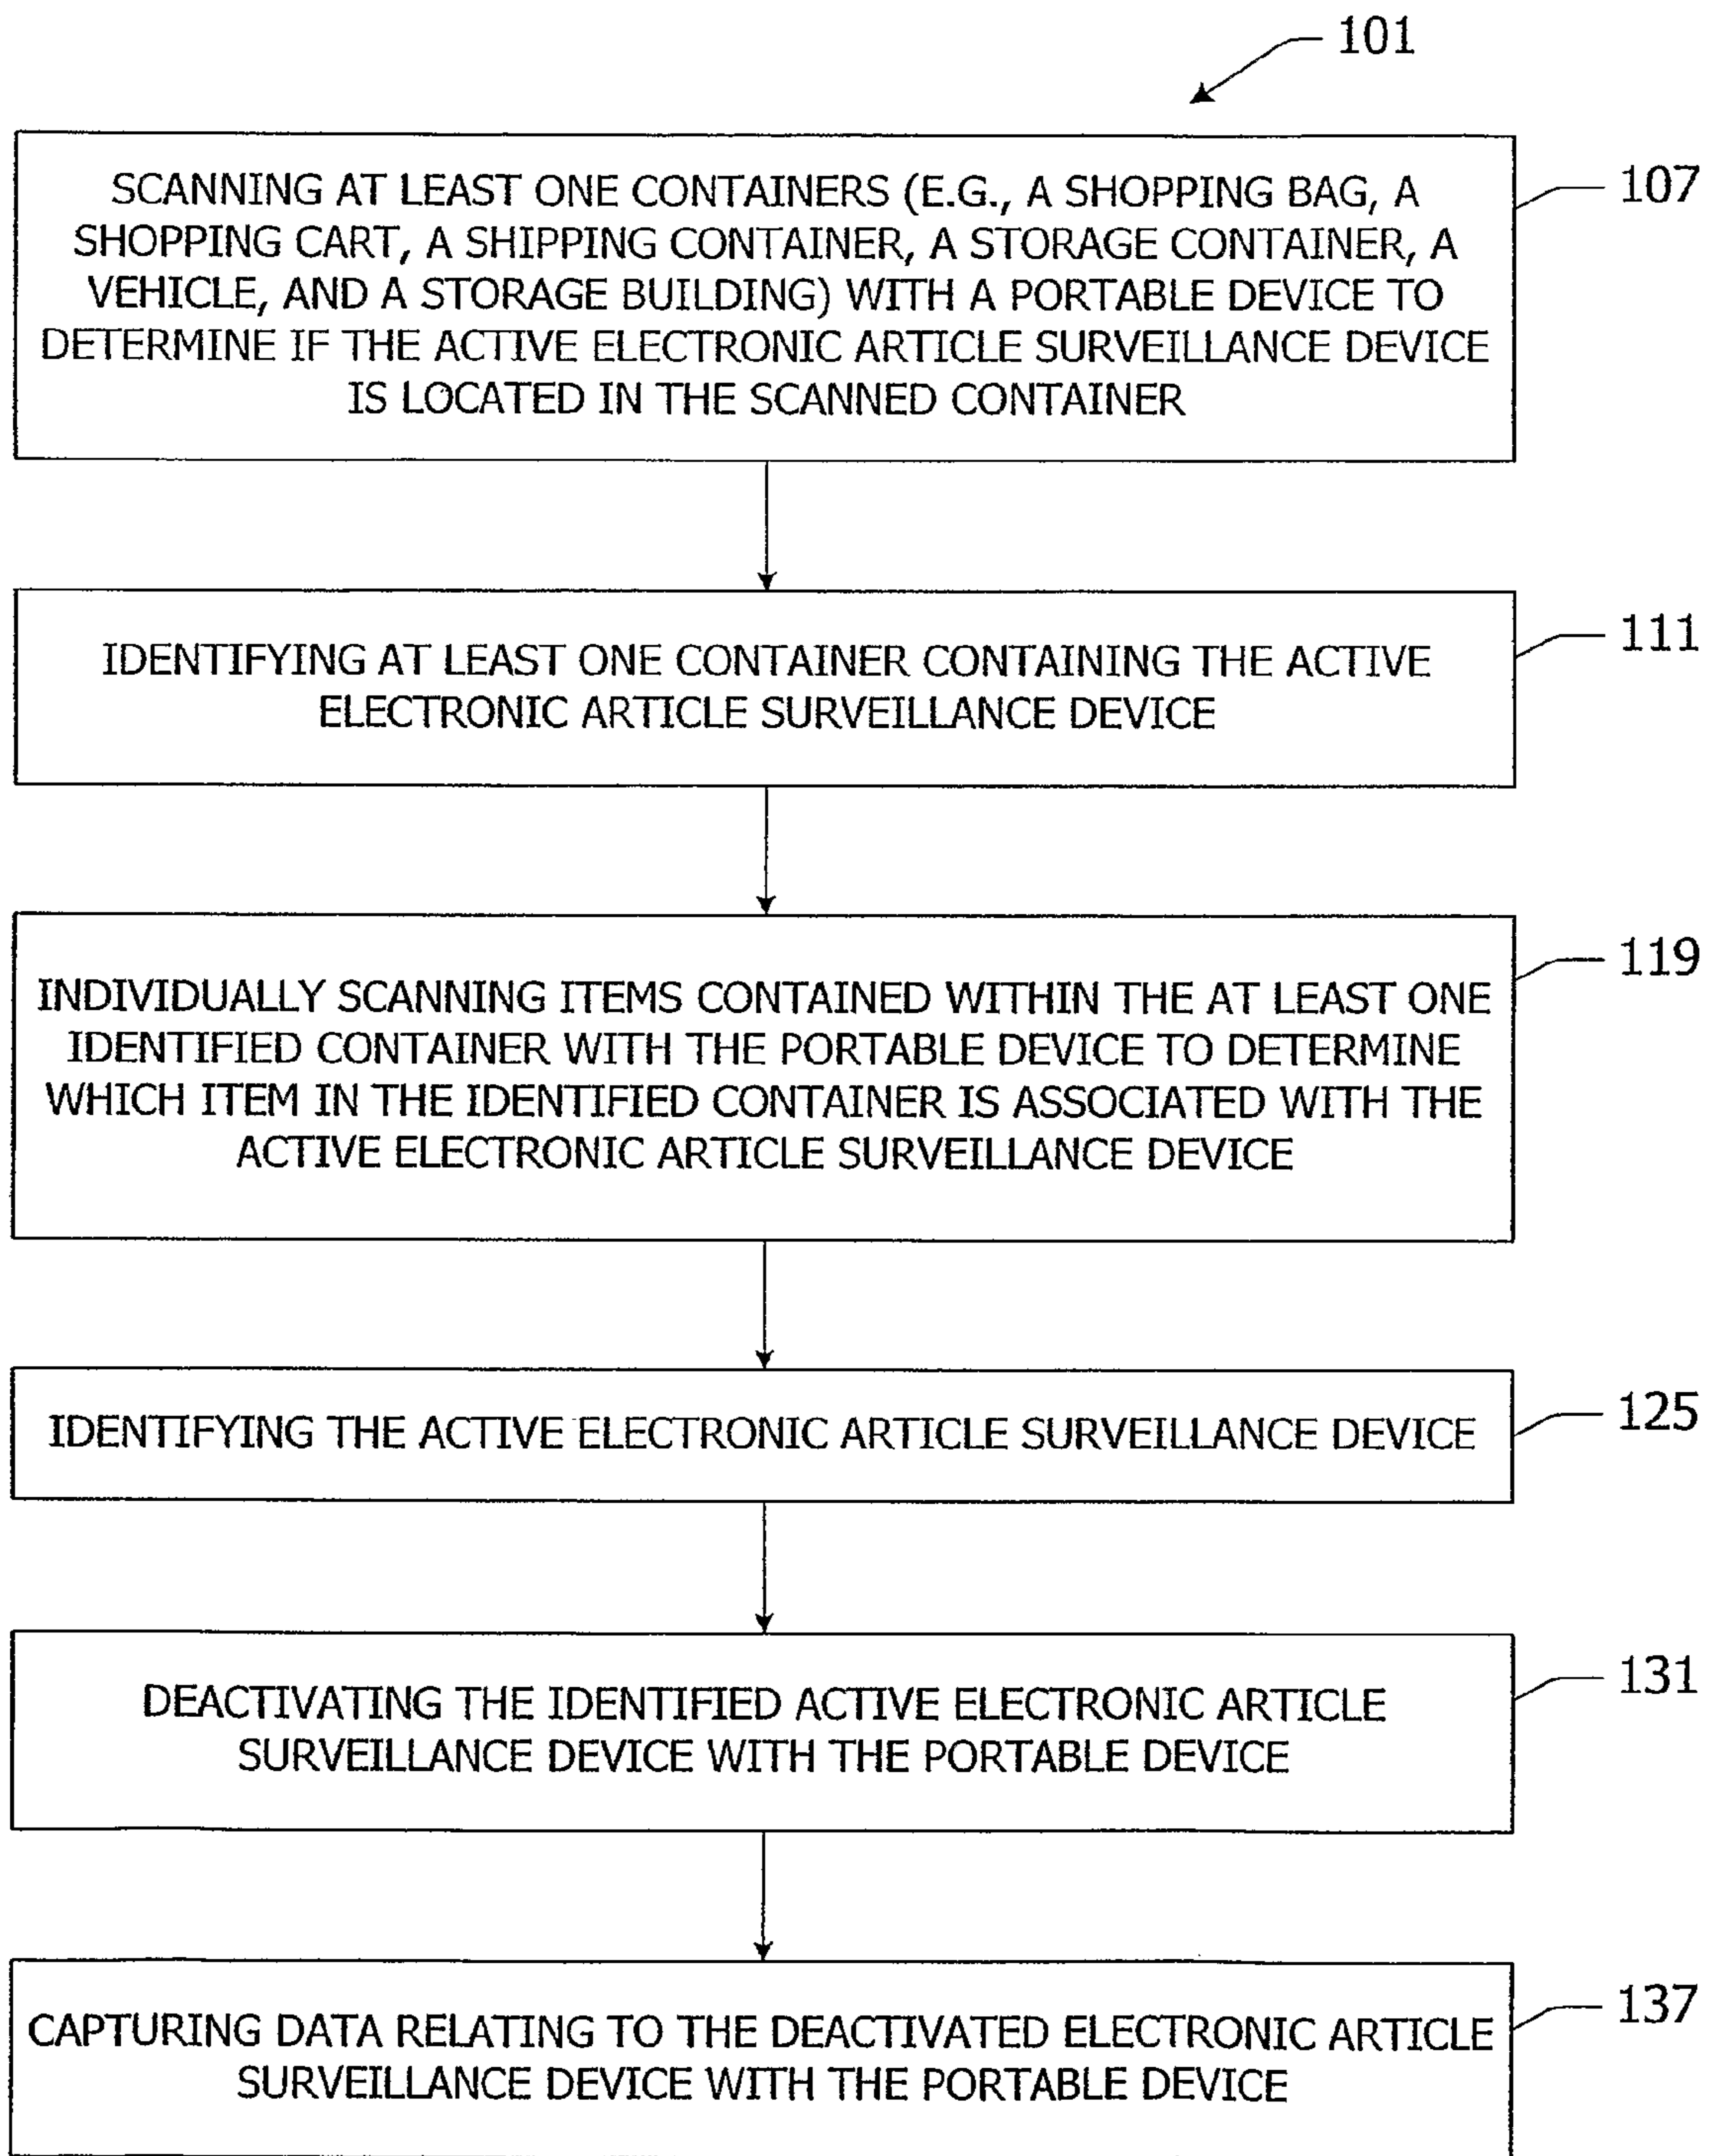 101
SCANNING AT LEAST ONE CONTAINERS (E.G., A SHOPPING BAG, A
SHOPPING CART, A SHIPPING CONTAINER, A STORAGE CONTAINER, A
VEHICLE, AND A STORAGE BUILDING) WITH A PORTABLE DEVICE TO
DETERMINE IF THE ACTIVE ELECTRONIC ARTICLE SURVEILLANCE DEVICE
IS LOCATED IN THE SCANNED CONTAINER
107
IDENTIFYING AT LEAST ONE CONTAINER CONTAINING THE ACTIVE
ELECTRONIC ARTICLE SURVEILLANCE DEVICE
111
INDIVIDUALLY SCANNING ITEMS CONTAINED WITHIN THE AT LEAST ONE
IDENTIFIED CONTAINER WITH THE PORTABLE DEVICE TO DETERMINE
WHICH ITEM IN THE IDENTIFIED CONTAINER IS ASSOCIATED WITH THE
ACTIVE ELECTRONIC ARTICLE SURVEILLANCE DEVICE
119
IDENTIFYING THE ACTIVE ELECTRONIC ARTICLE SURVEILLANCE DEVICE
125
DEACTIVATING THE IDENTIFIED ACTIVE ELECTRONIC ARTICLE
SURVEILLANCE DEVICE WITH THE PORTABLE DEVICE
131
CAPTURING DATA RELATING TO THE DEACTIVATED ELECTRONIC ARTICLE
SURVEILLANCE DEVICE WITH THE PORTABLE DEVICE
137